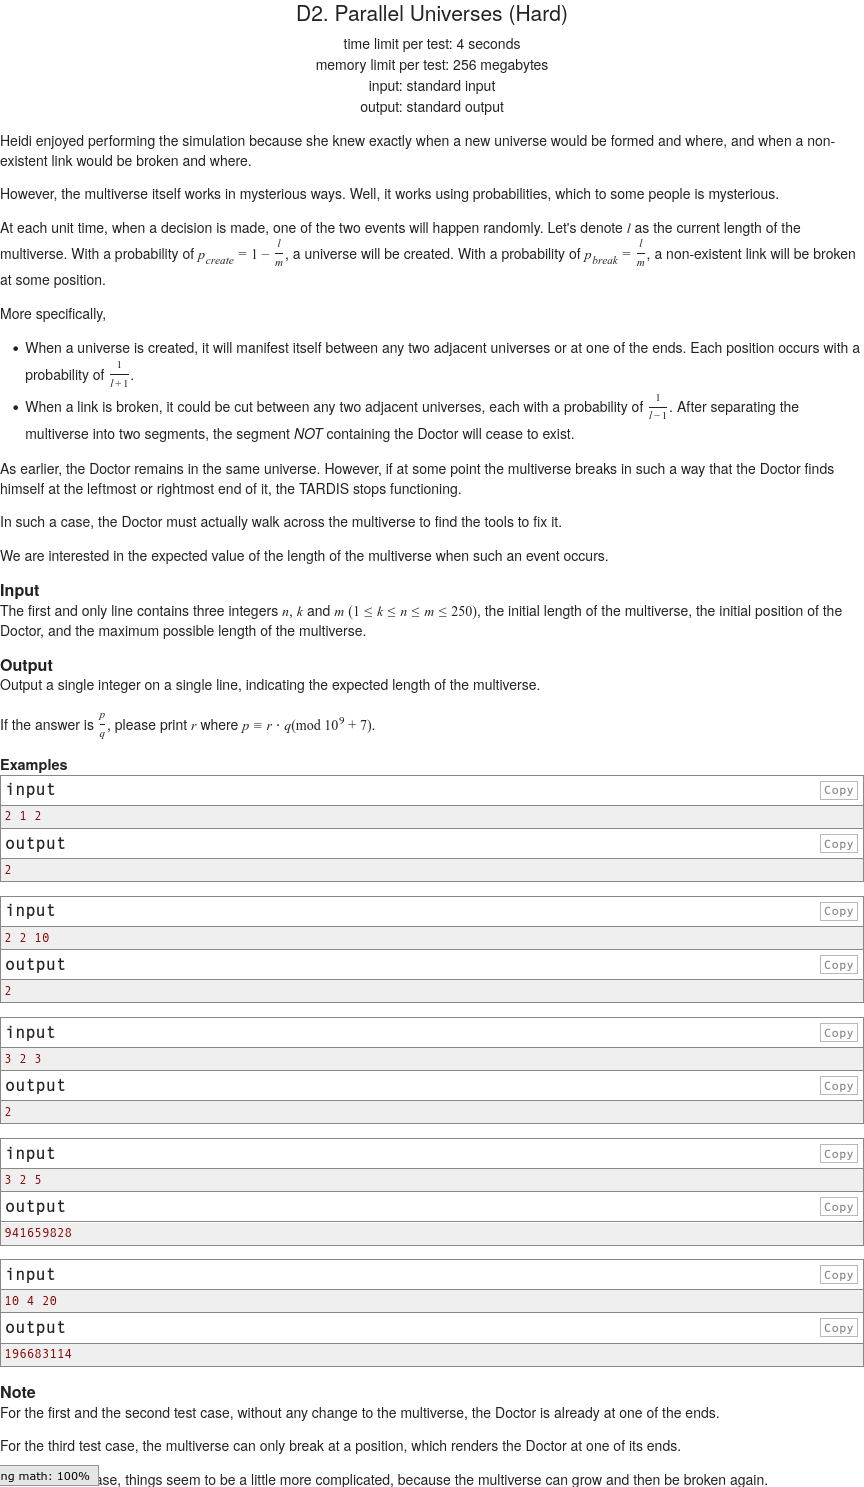 D2. Parallel Universes (Hard)
time limit per test: 4 seconds
memory limit per test: 256 megabytes
input: standard input
output: standard output
Heidi enjoyed performing the simulation because she knew exactly when a new universe would be formed and where, and when a non-
existent link would be broken and where.
However, the multiverse itself works in mysterious ways. Well, it works using probabilities, which to some people is mysterious.
At each unit time, when a decision is made, one of the two events will happen randomly. Let's denote l as the current length of the
multiverse. With a probability of p_create = 1 − l/m, a universe will be created. With a probability of p_break = l/m, a non-existent link will be broken
at some position.
More specifically,
• When a universe is created, it will manifest itself between any two adjacent universes or at one of the ends. Each position occurs with a
probability of 1/(l+1).
• When a link is broken, it could be cut between any two adjacent universes, each with a probability of 1/(l−1). After separating the
multiverse into two segments, the segment NOT containing the Doctor will cease to exist.
As earlier, the Doctor remains in the same universe. However, if at some point the multiverse breaks in such a way that the Doctor finds
himself at the leftmost or rightmost end of it, the TARDIS stops functioning.
In such a case, the Doctor must actually walk across the multiverse to find the tools to fix it.
We are interested in the expected value of the length of the multiverse when such an event occurs.
Input
The first and only line contains three integers n, k and m (1 ≤ k ≤ n ≤ m ≤ 250), the initial length of the multiverse, the initial position of the
Doctor, and the maximum possible length of the multiverse.
Output
Output a single integer on a single line, indicating the expected length of the multiverse.
If the answer is p/q, please print r where p ≡ r · q(mod 10^9 + 7).
Examples
input Copy
2 1 2
output Copy
2
input Copy
2 2 10
output Copy
2
input Copy
3 2 3
output Copy
2
input Copy
3 2 5
output Copy
941659828
input Copy
10 4 20
output Copy
196683114
Note
For the first and the second test case, without any change to the multiverse, the Doctor is already at one of the ends.
For the third test case, the multiverse can only break at a position, which renders the Doctor at one of its ends.
ng math: 100% ase, things seem to be a little more complicated, because the multiverse can grow and then be broken again.